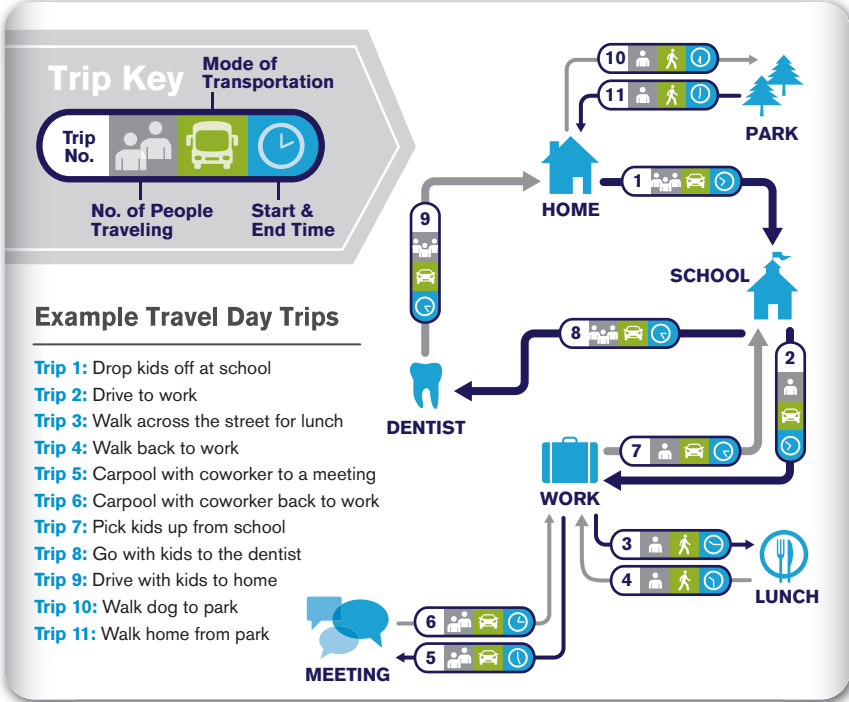 Trip Key
Mode of
Transportation
Trip
No.
No. of People
Traveling
Start &
End Time
Example Travel Day Trips
Trip 1: Drop kids off at school
Trip 2: Drive to work
Trip 3: Walk across the street for lunch
Trip 4: Walk back to work
Trip 5: Carpool with coworker to a meeting
Trip 6: Carpool with coworker back to work
Trip 7: Pick kids up from school
Trip 8: Go with kids to the dentist
Trip 9: Drive with kids to home
Trip 10: Walk dog to park
Trip 11: Walk home from park
10
11
PARK
HOME
1
9
SCHOOL
8
2
DENTIST
7
WORK
3
4
LUNCH
6
5
MEETING